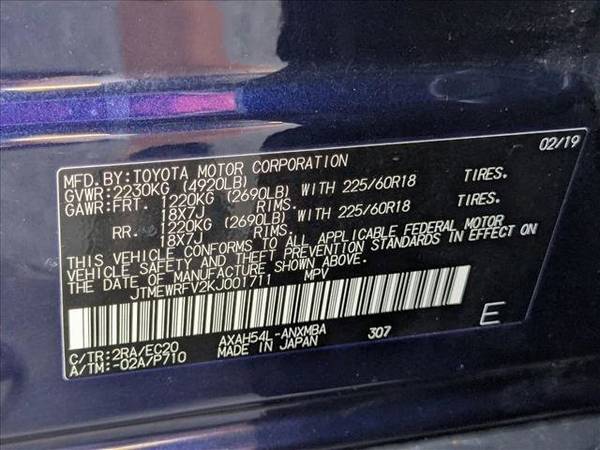 MFD.BY:TOYOTA MOTOR CORPORATION 02/19
GVWR:2230KG (4920LB)
GAWR:FRT. 1220KG (2690LB) WITH 225/60R18 TIRES.
18X7J RIMS.
RR. 1220KG (2690LB) WITH 225/60R18 TIRES.
18X7J RIMS.
THIS VEHICLE CONFORMS TO ALL APPLICABLE FEDERAL MOTOR
VEHICLE SAFETY AND THEFT PREVENTION STANDARDS IN EFFECT ON
THE DATE OF MANUFACTURE SHOWN ABOVE.
JTMEWRFV2KJ001711 MPV
C/TR:2RA/EC20 AXAH54L-ANXMBA 307 E
A/TM:-02A/P710 MADE IN JAPAN